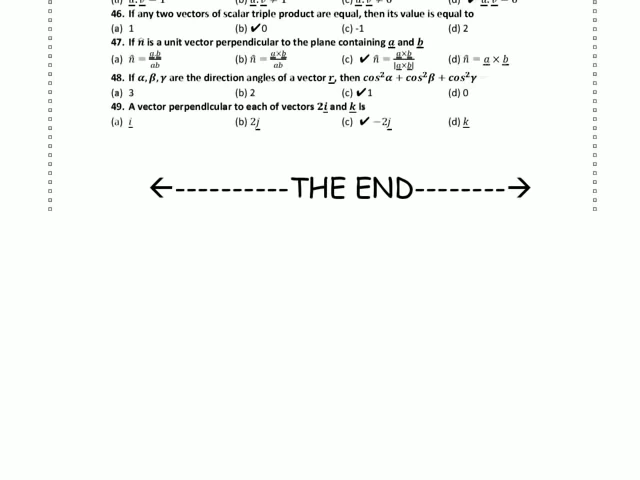 46. If any two vectors of scalar triple product are equal, then its value is equal to
(a) 1 (b) ✔0 (c) -1 (d) 2
47. If n̂ is a unit vector perpendicular to the plane containing a and b
(a) n̂ = a.b/ab (b) n̂ = a×b/ab (c) ✔ n̂ = a×b/|a×b| (d) n̂ = a × b
48. If α, β, γ are the direction angles of a vector r, then cos²α + cos²β + cos²γ
(a) 3 (b) 2 (c) ✔1 (d) 0
49. A vector perpendicular to each of vectors 2i and k is
(a) i (b) 2j (c) ✔ −2j (d) k
←----------THE END--------→